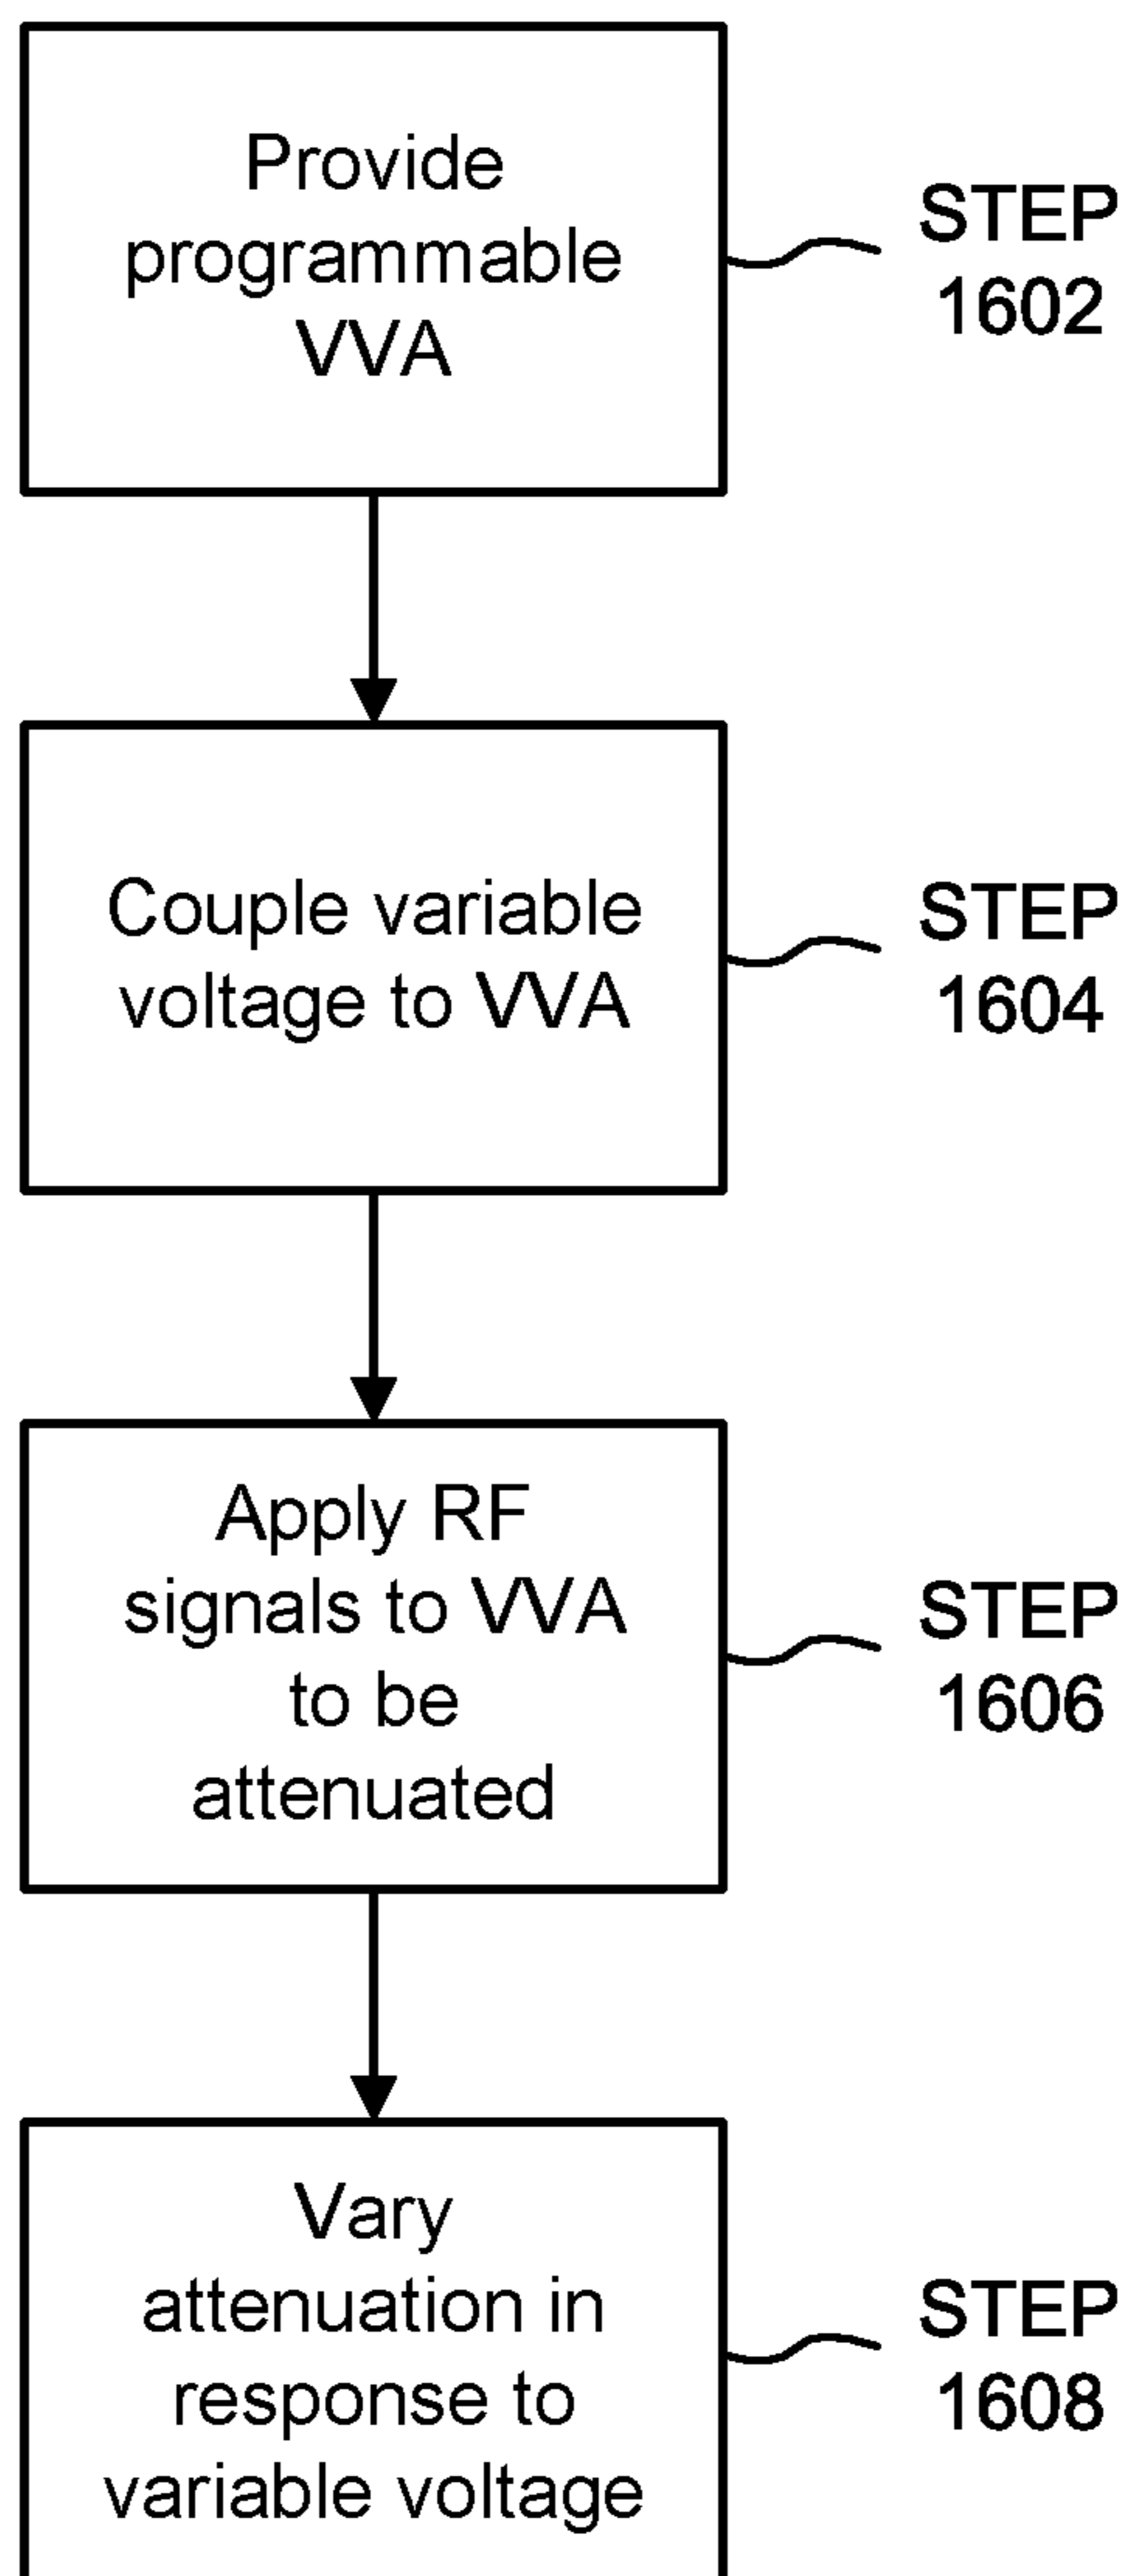 Provide
programmable
VVA
STEP
1602
Couple variable
voltage to VVA
STEP
1604
Apply RF
signals to VVA
to be
attenuated
STEP
1606
Vary
attenuation in
response to
variable voltage
STEP
1608